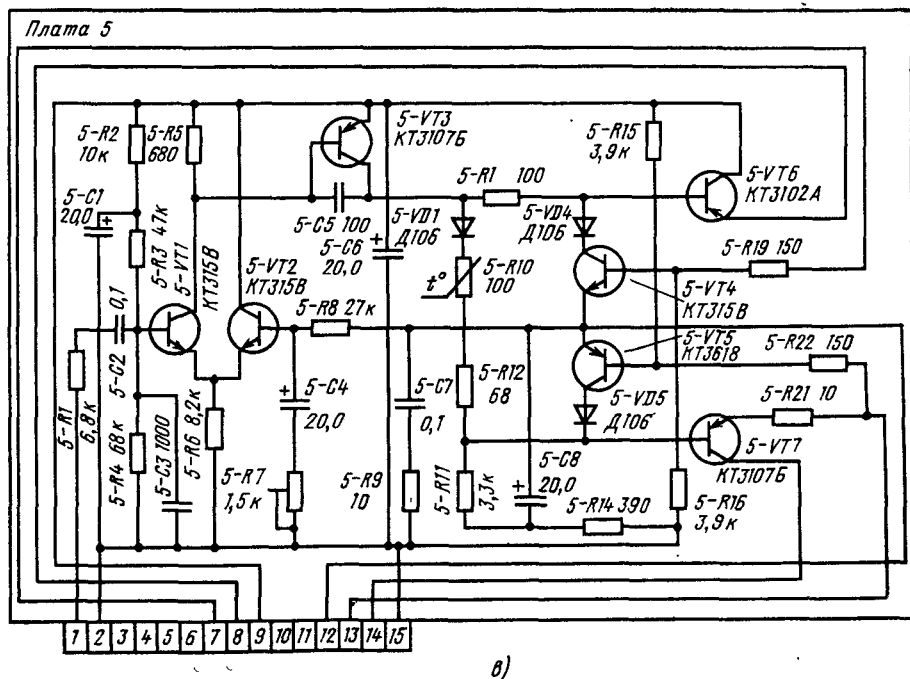 Плата 5
5-R2
10к
5-R5
680
5-VT3
КТ3107Б
5-R15
3,9к
5-VT6
КТ3102А
5-C1
20,0
+
5-R3 47к
5-VT1
КТ315В
5-C5 100
5-C6
20,0
+
5-VD1
Д106
5-R1 100
5-VD4
Д106
5-R19 150
5-VT2
КТ315В
t°
5-R10
100
5-VT4
КТ315В
0,1
5-C2
5-R8 27к
5-VT5
КТ361В
5-R22 150
5-R1
6,8к
5-R4 68к
5-C3 1000
5-R6 8,2к
+
5-C4
20,0
5-C7
0,1
5-R12
68
5-VD5
Д106
5-R21 10
5-VT7
КТ3107Б
5-R7
1,5к
5-R9
10
5-R11
3,3к
+
5-C8
20,0
5-R14 390
5-R16
3,9к
1 2 3 4 5 6 7 8 9 10 11 12 13 14 15
в)